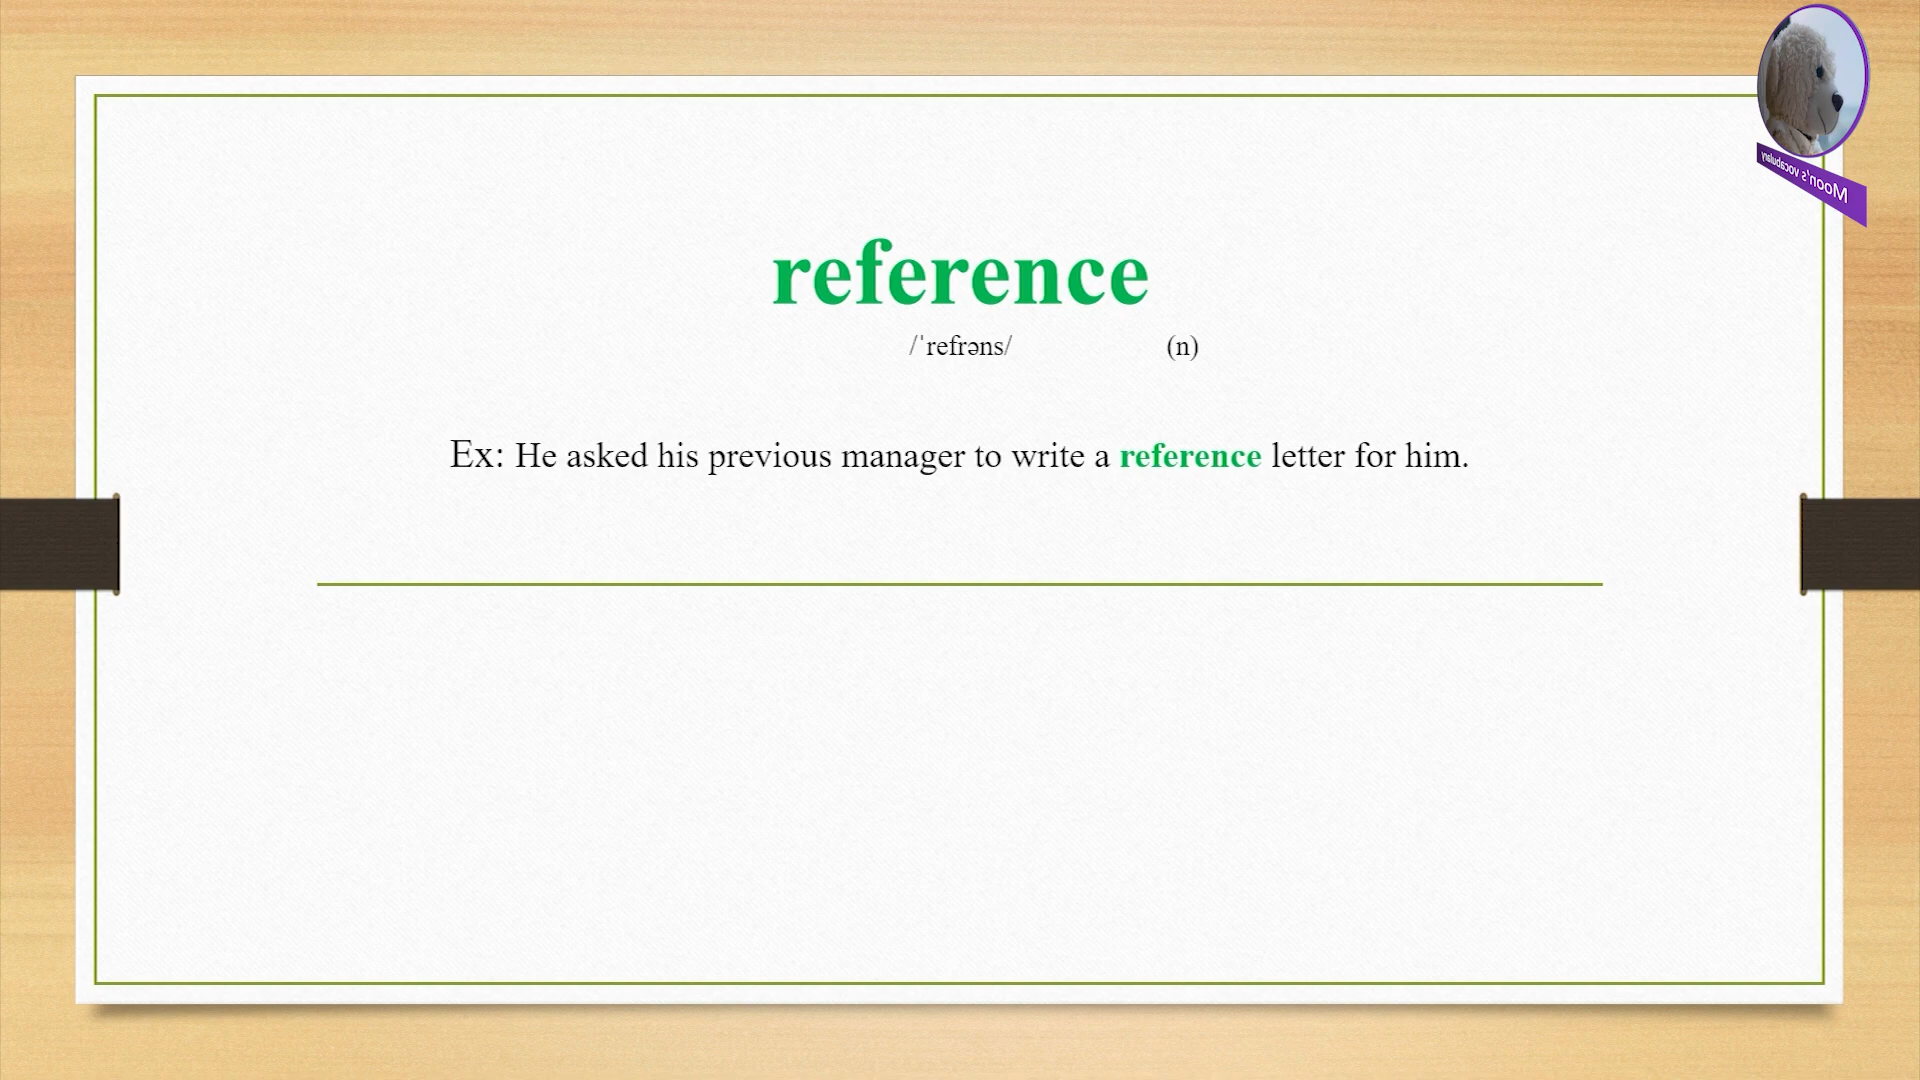 Moon's vocabulary
reference
/ˈrefrəns/ (n)
Ex: He asked his previous manager to write a reference letter for him.